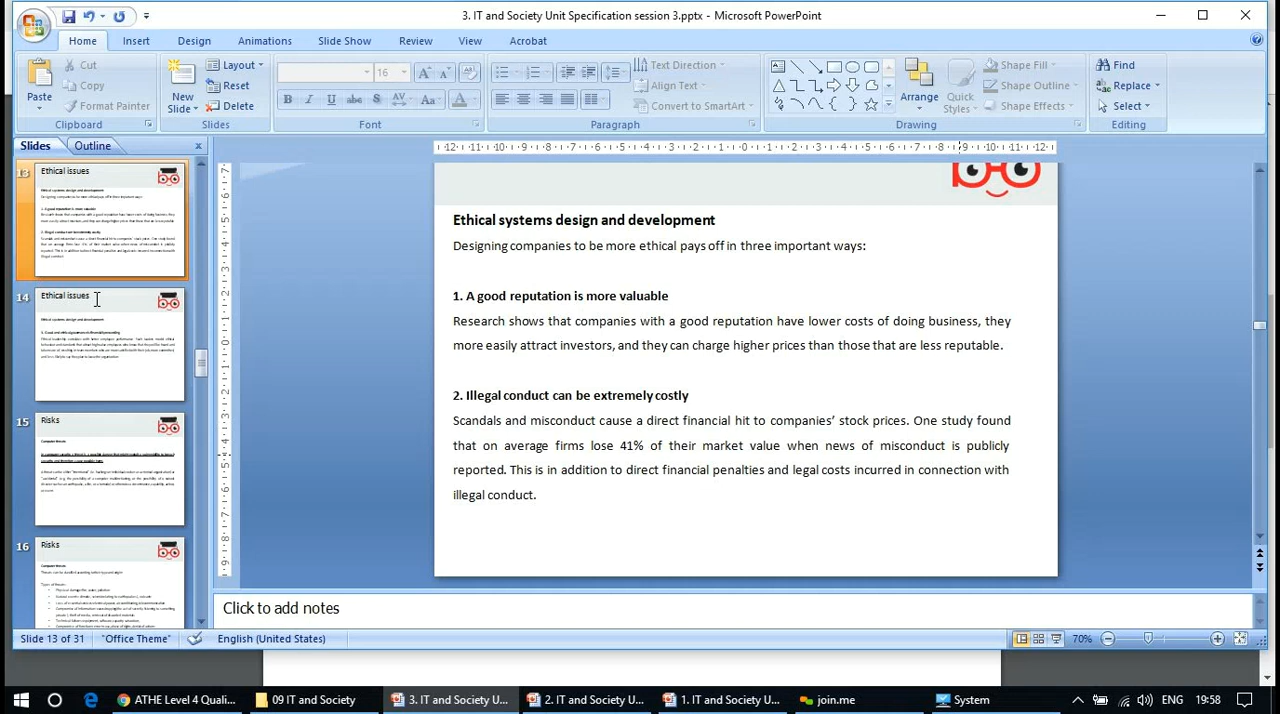 3. IT and Society Unit Specification session 3.pptx - Microsoft PowerPoint
Home Insert Design Animations Slide Show Review View Acrobat
Paste
Cut
Copy
Format Painter
Clipboard
New Slide
Layout
Reset
Delete
Slides
16
B I U abc S AV Aa A
Font
Text Direction
Align Text
Convert to SmartArt
Paragraph
Arrange
Quick Styles
Shape Fill
Shape Outline
Shape Effects
Drawing
Find
Replace
Select
Editing
Slides Outline
13
Ethical issues
14
Ethical issues
15
Risks
16
Risks
Ethical systems design and development
Designing companies to be more ethical pays off in three important ways:
1. A good reputation is more valuable
Research shows that companies with a good reputation have lower costs of doing business, they
more easily attract investors, and they can charge higher prices than those that are less reputable.
2. Illegal conduct can be extremely costly
Scandals and misconduct cause a direct financial hit to companies’ stock prices. One study found
that on average firms lose 41% of their market value when news of misconduct is publicly
reported. This is in addition to direct financial penalties and legal costs incurred in connection with
illegal conduct.
Click to add notes
Slide 13 of 31 "Office Theme" English (United States) 70%
ATHE Level 4 Quali... 09 IT and Society 3. IT and Society U... 2. IT and Society U... 1. IT and Society U... join.me System ENG 19:58